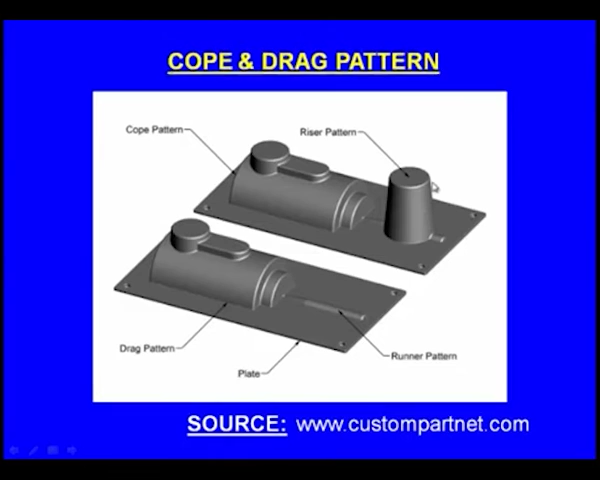 COPE & DRAG PATTERN
Cope Pattern
Riser Pattern
Drag Pattern
Runner Pattern
Plate
SOURCE: www.custompartnet.com